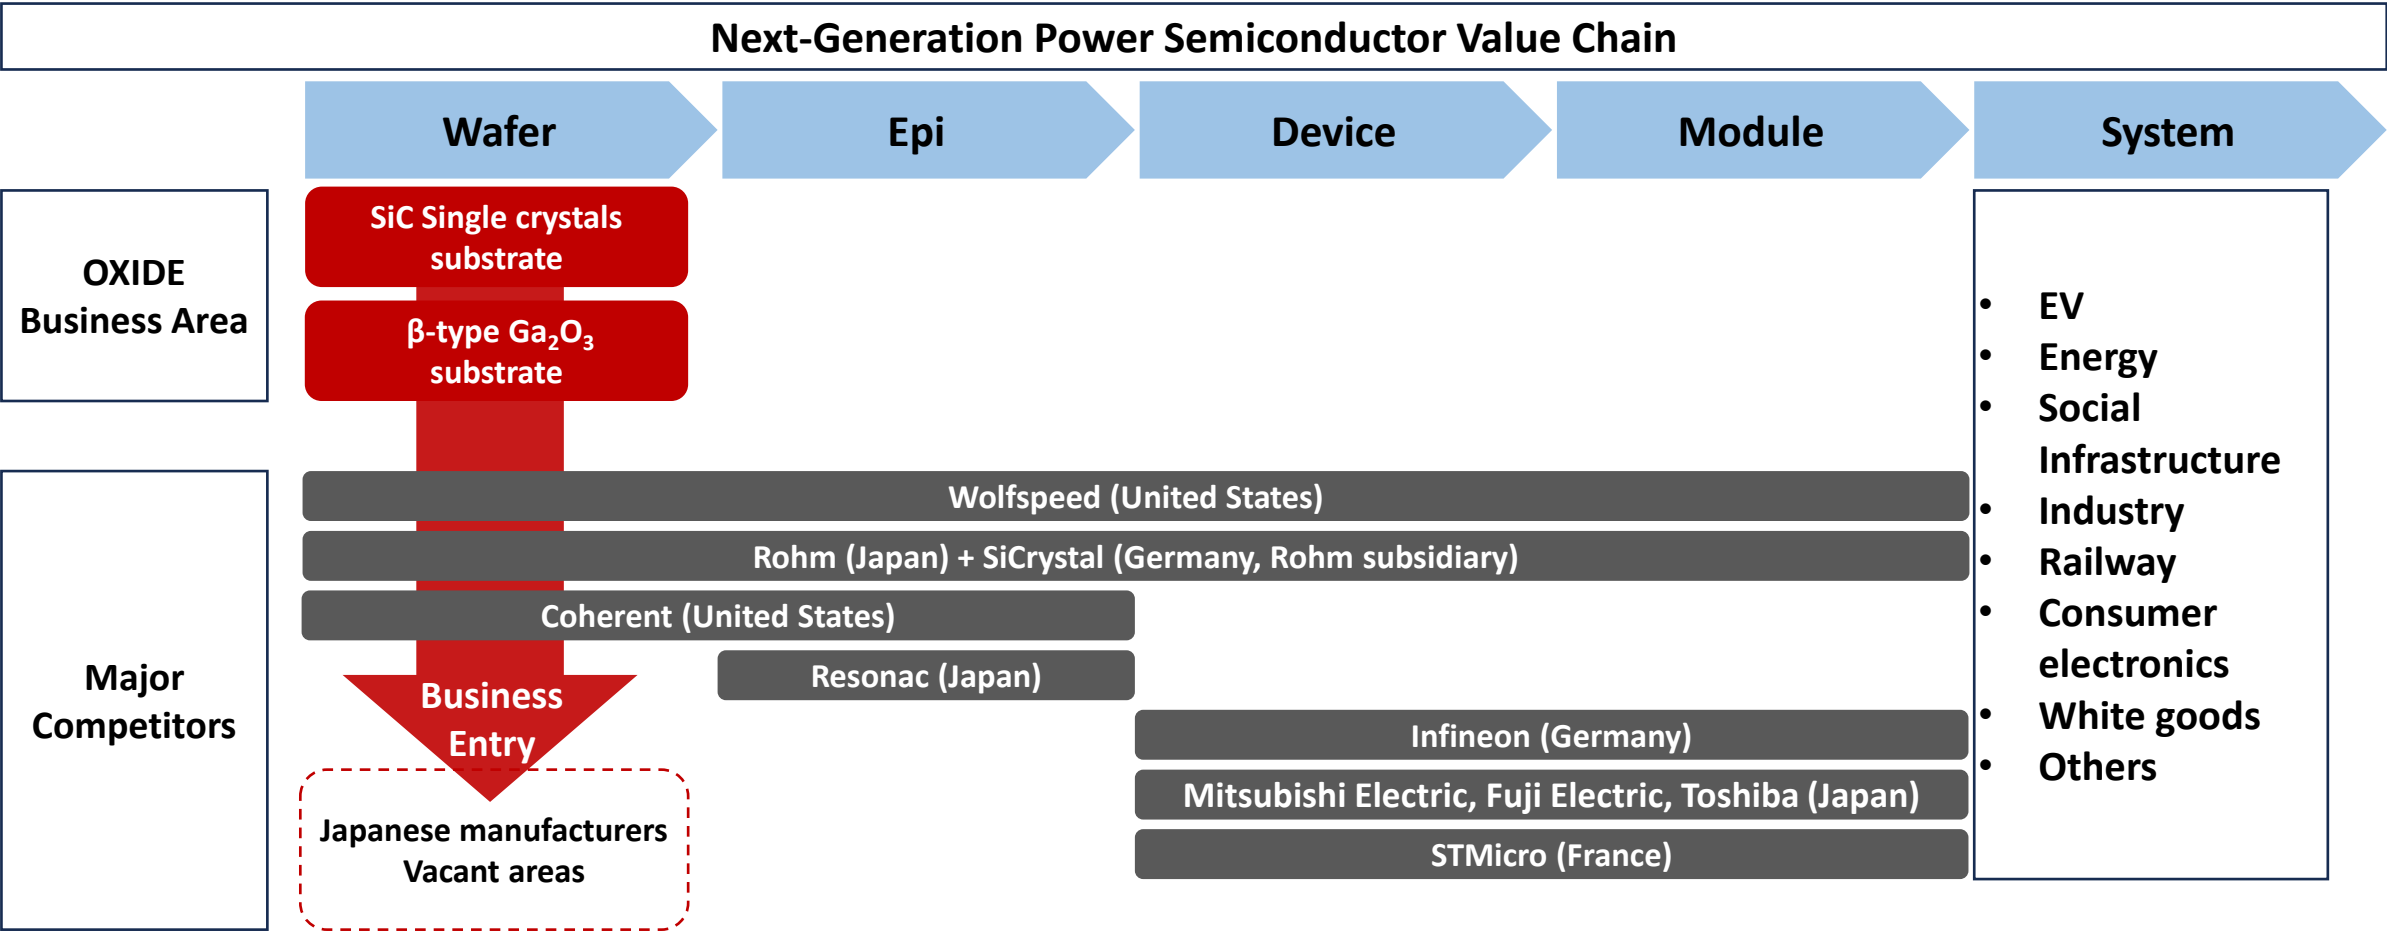 Next-Generation Power Semiconductor Value Chain
Wafer
Epi
Device
Module
System
OXIDE
Business Area
SiC Single crystals
substrate
β-type Ga₂O₃
substrate
Major
Competitors
Wolfspeed (United States)
Rohm (Japan) + SiCrystal (Germany, Rohm subsidiary)
Coherent (United States)
Resonac (Japan)
Infineon (Germany)
Mitsubishi Electric, Fuji Electric, Toshiba (Japan)
STMicro (France)
Business
Entry
Japanese manufacturers
Vacant areas
• EV
• Energy
• Social
Infrastructure
• Industry
• Railway
• Consumer
electronics
• White goods
• Others